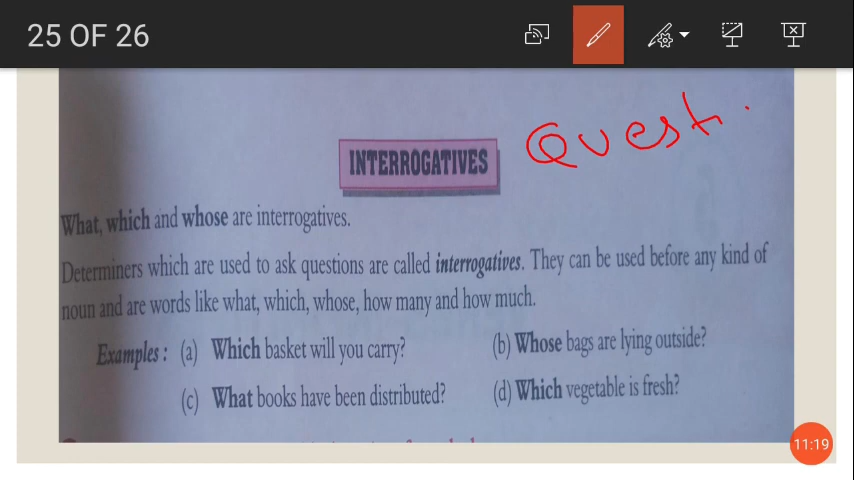 25 OF 26
INTERROGATIVES
Quest.
What, which and whose are interrogatives.
Determiners which are used to ask questions are called interrogatives. They can be used before any kind of
noun and are words like what, which, whose, how many and how much.
Examples : (a) Which basket will you carry? (b) Whose bags are lying outside?
(c) What books have been distributed? (d) Which vegetable is fresh?
11:19